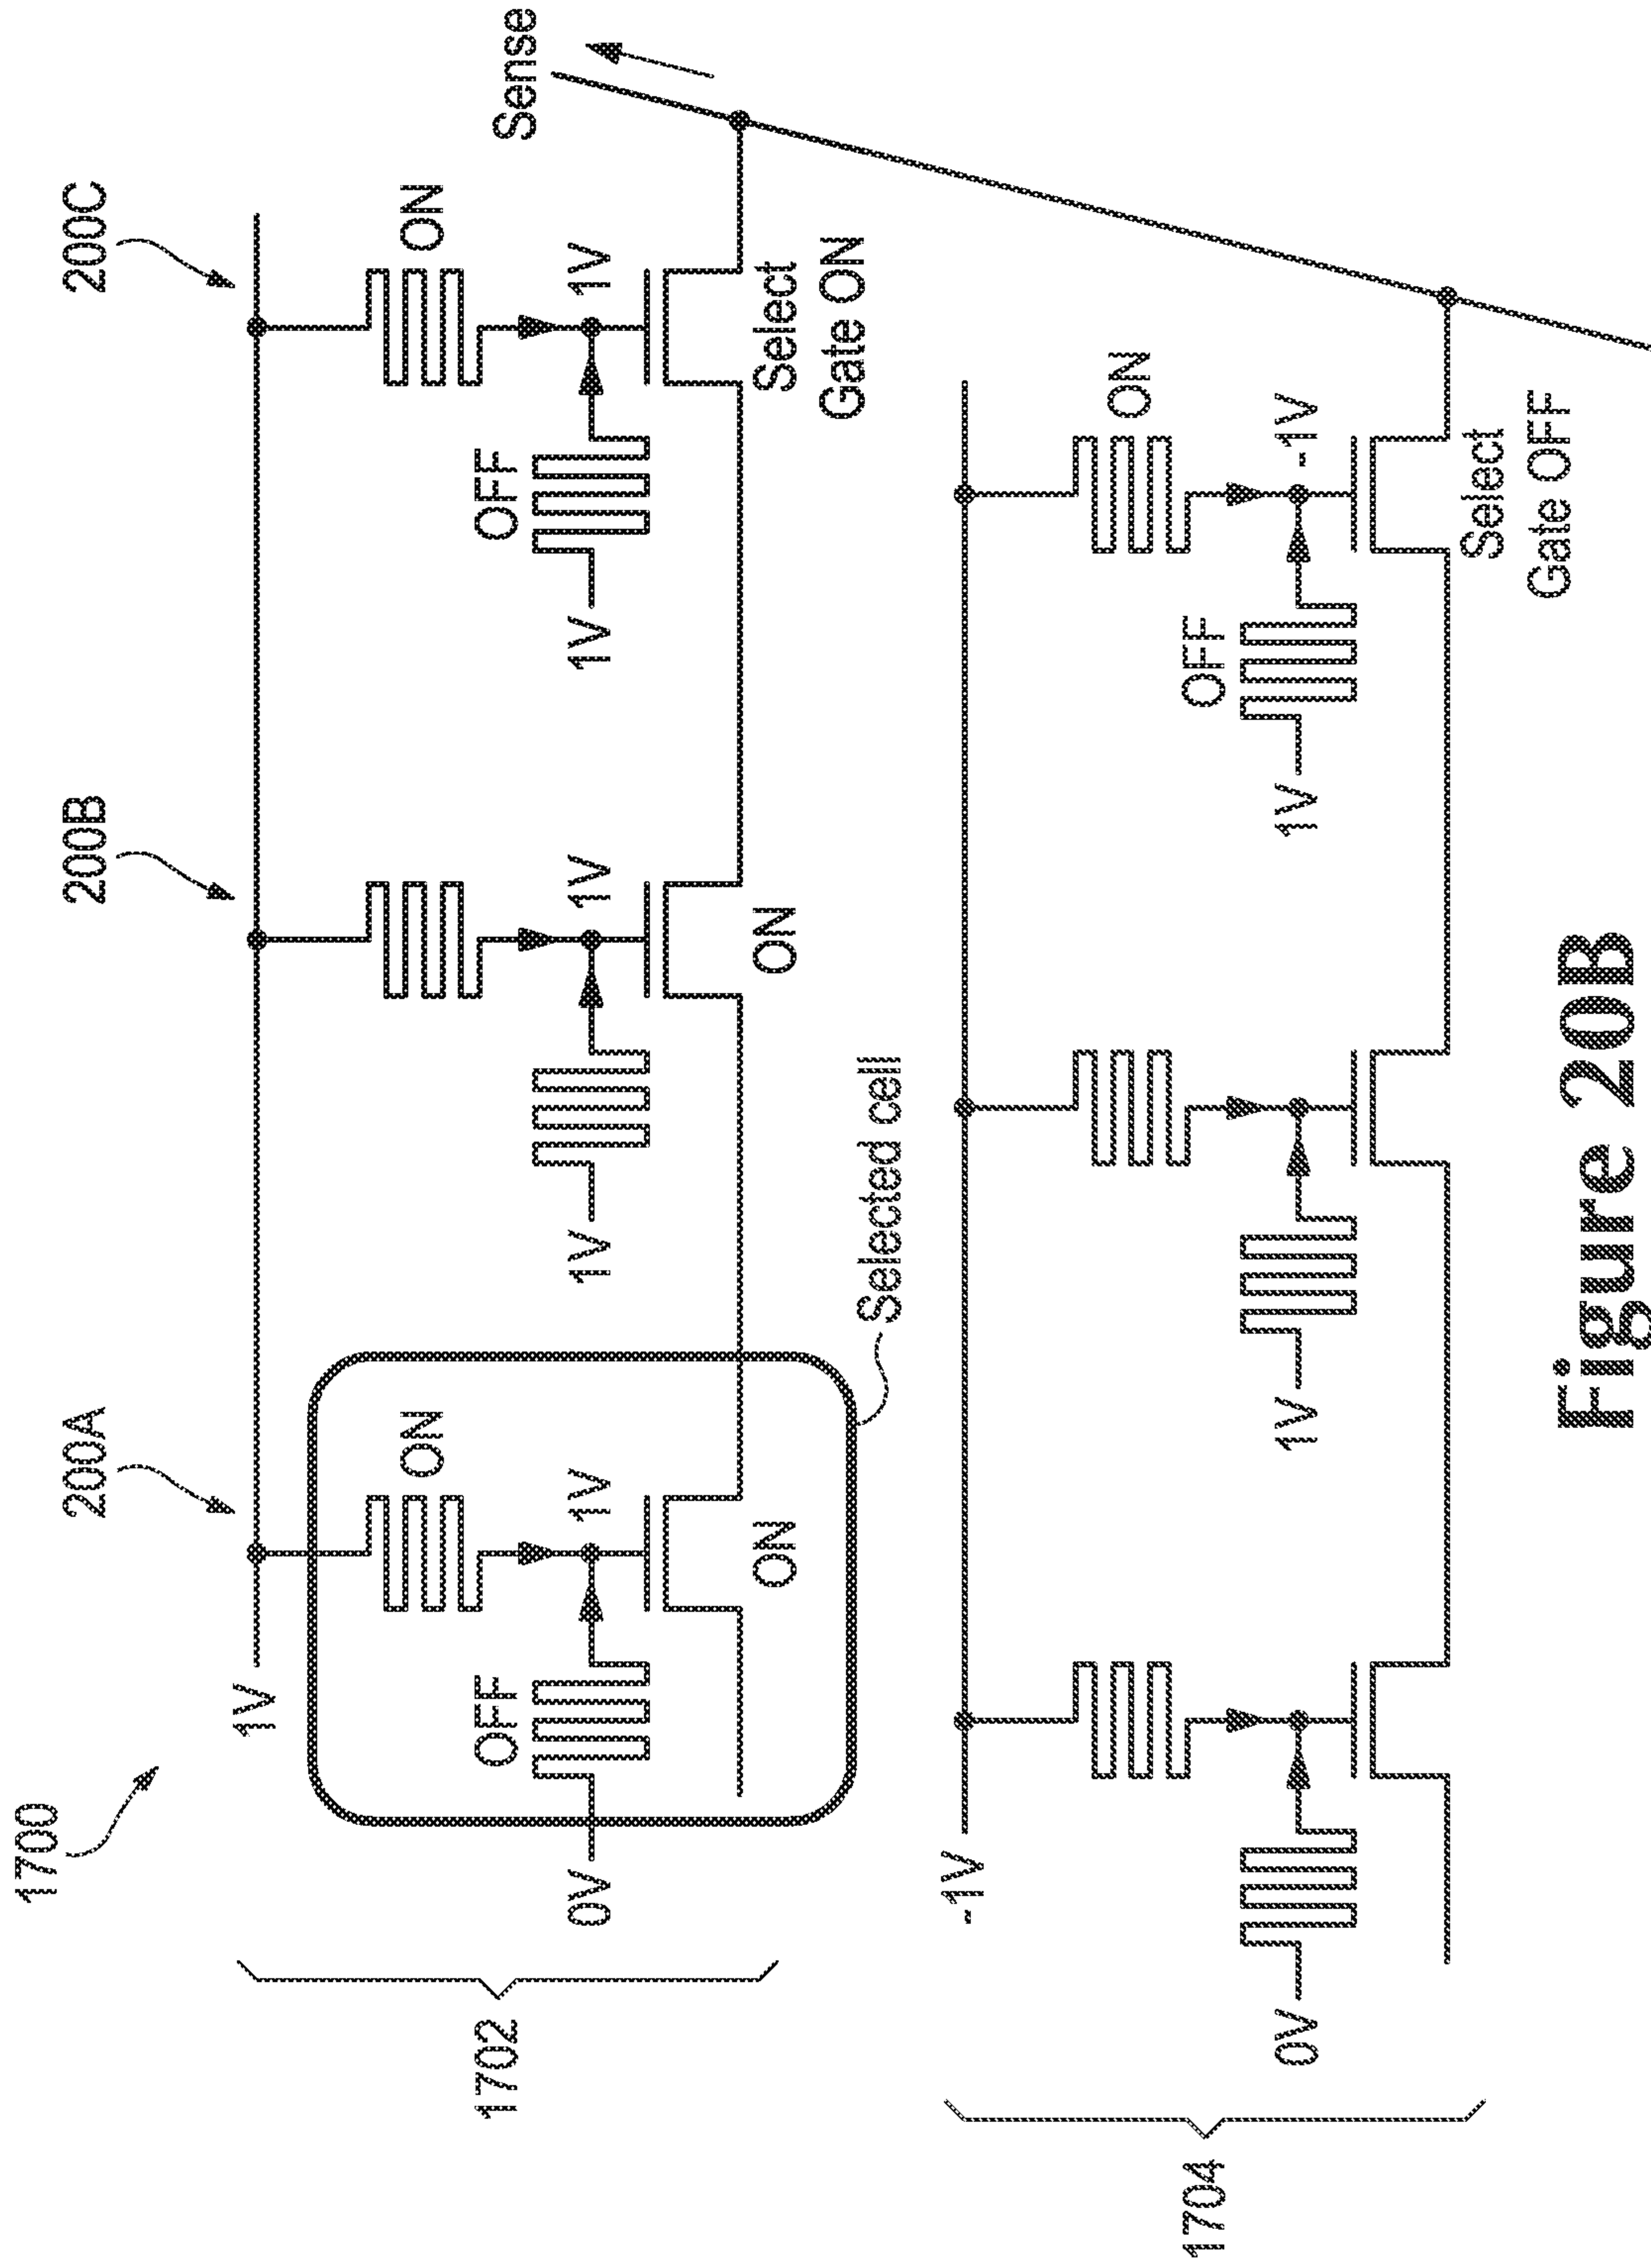 1700
200A
200B
200C
1V
ON
ON
Sense
OFF
1V
1V
OFF
1V
0V
1V
1V
ON
ON
Select
Gate ON
1702
Selected cell
-1V
ON
OFF
-1V
0V
1V
1V
Select
Gate OFF
1704
Figure 20B